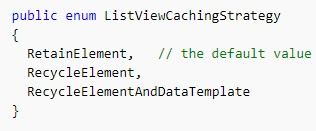 public enum ListViewCachingStrategy
{
  RetainElement,   // the default value
  RecycleElement,
  RecycleElementAndDataTemplate
}